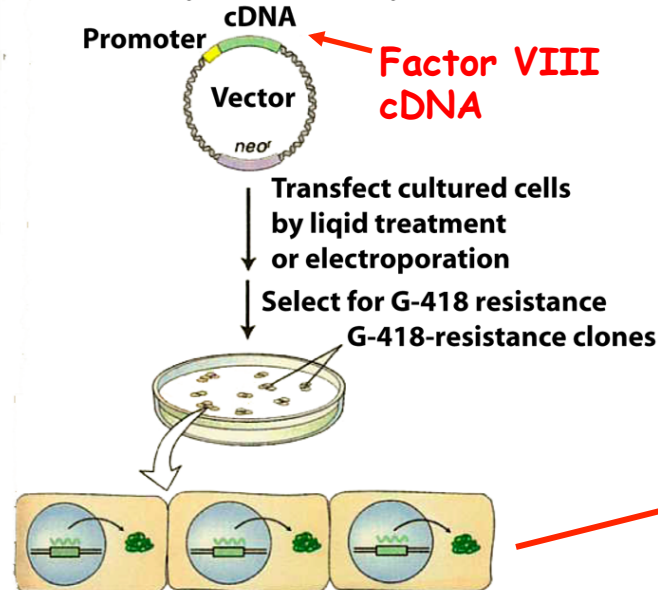 cDNA
Promoter
Factor VIII
cDNA
Vector
neoʳ
Transfect cultured cells
by liqid treatment
or electroporation
Select for G-418 resistance
G-418-resistance clones